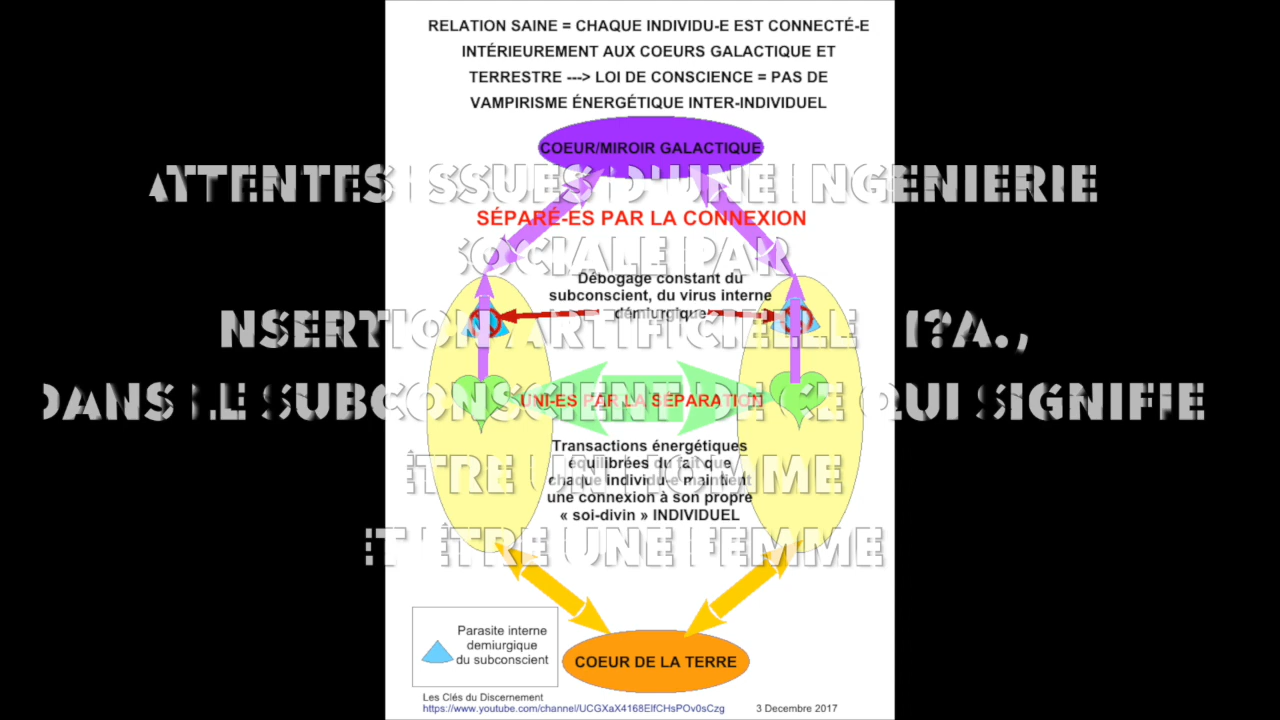 RELATION SAINE = CHAQUE INDIVIDU-E EST CONNECTÉ-E
INTÉRIEUREMENT AUX COEURS GALACTIQUE ET
TERRESTRE ---> LOI DE CONSCIENCE = PAS DE
VAMPIRISME ÉNERGÉTIQUE INTER-INDIVIDUEL
COEUR/MIROIR GALACTIQUE
ATTENTES ISSUES D'UNE INGENIERIE
SÉPARÉ-ES PAR LA CONNEXION
SOCIALE PAR
Débogage constant du
subconscient, du virus interne
démiurgique
NSERTION ARTIFICIELLE I?A.,
DANS LE SUBCONSCIENT DE CE QUI SIGNIFIE
UNI-ES PAR LA SÉPARATION
Transactions énergétiques
équilibrées du fait que
chaque individu-e maintient
une connexion à son propre
« soi-divin » INDIVIDUEL
ÊTRE UN HOMME
ET ÊTRE UNE FEMME
Parasite interne
demiurgique
du subconscient
COEUR DE LA TERRE
Les Clés du Discernement
https://www.youtube.com/channel/UCGXaX4168ElfCHsPOv0sCzg 3 Decembre 2017